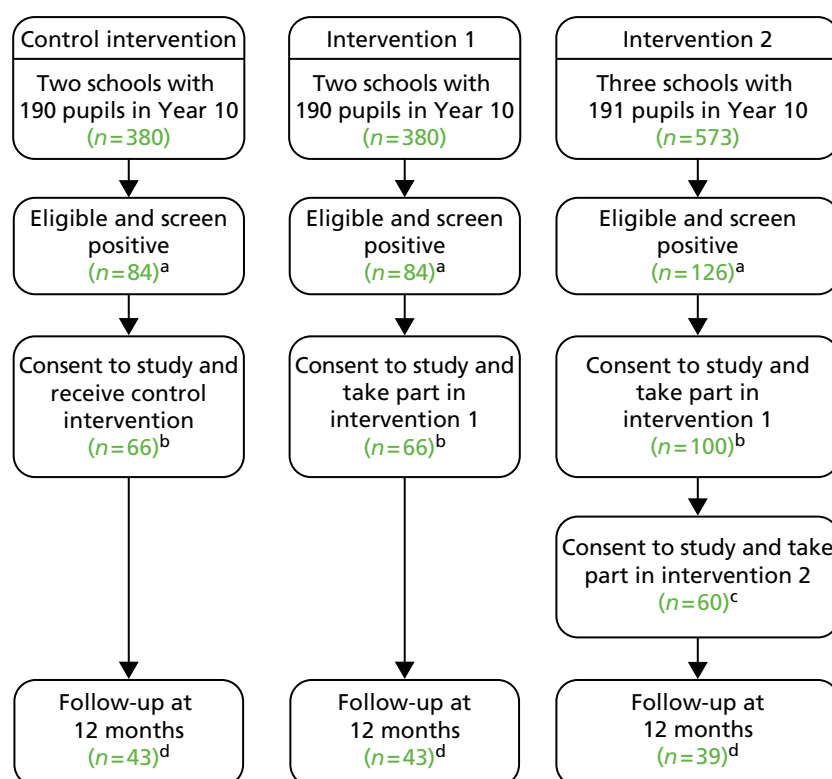 Control intervention
Two schools with
190 pupils in Year 10
(n=380)
Eligible and screen
positive
(n=84)a
Consent to study and
receive control
intervention
(n=66)b
Follow-up at
12 months
(n=43)d
Intervention 1
Two schools with
190 pupils in Year 10
(n=380)
Eligible and screen
positive
(n=84)a
Consent to study and
take part in
intervention 1
(n=66)b
Follow-up at
12 months
(n=43)d
Intervention 2
Three schools with
191 pupils in Year 10
(n=573)
Eligible and screen
positive
(n=126)a
Consent to study and
take part in
intervention 1
(n=100)b
Consent to study and take
part in intervention 2
(n=60)c
Follow-up at
12 months
(n=39)d